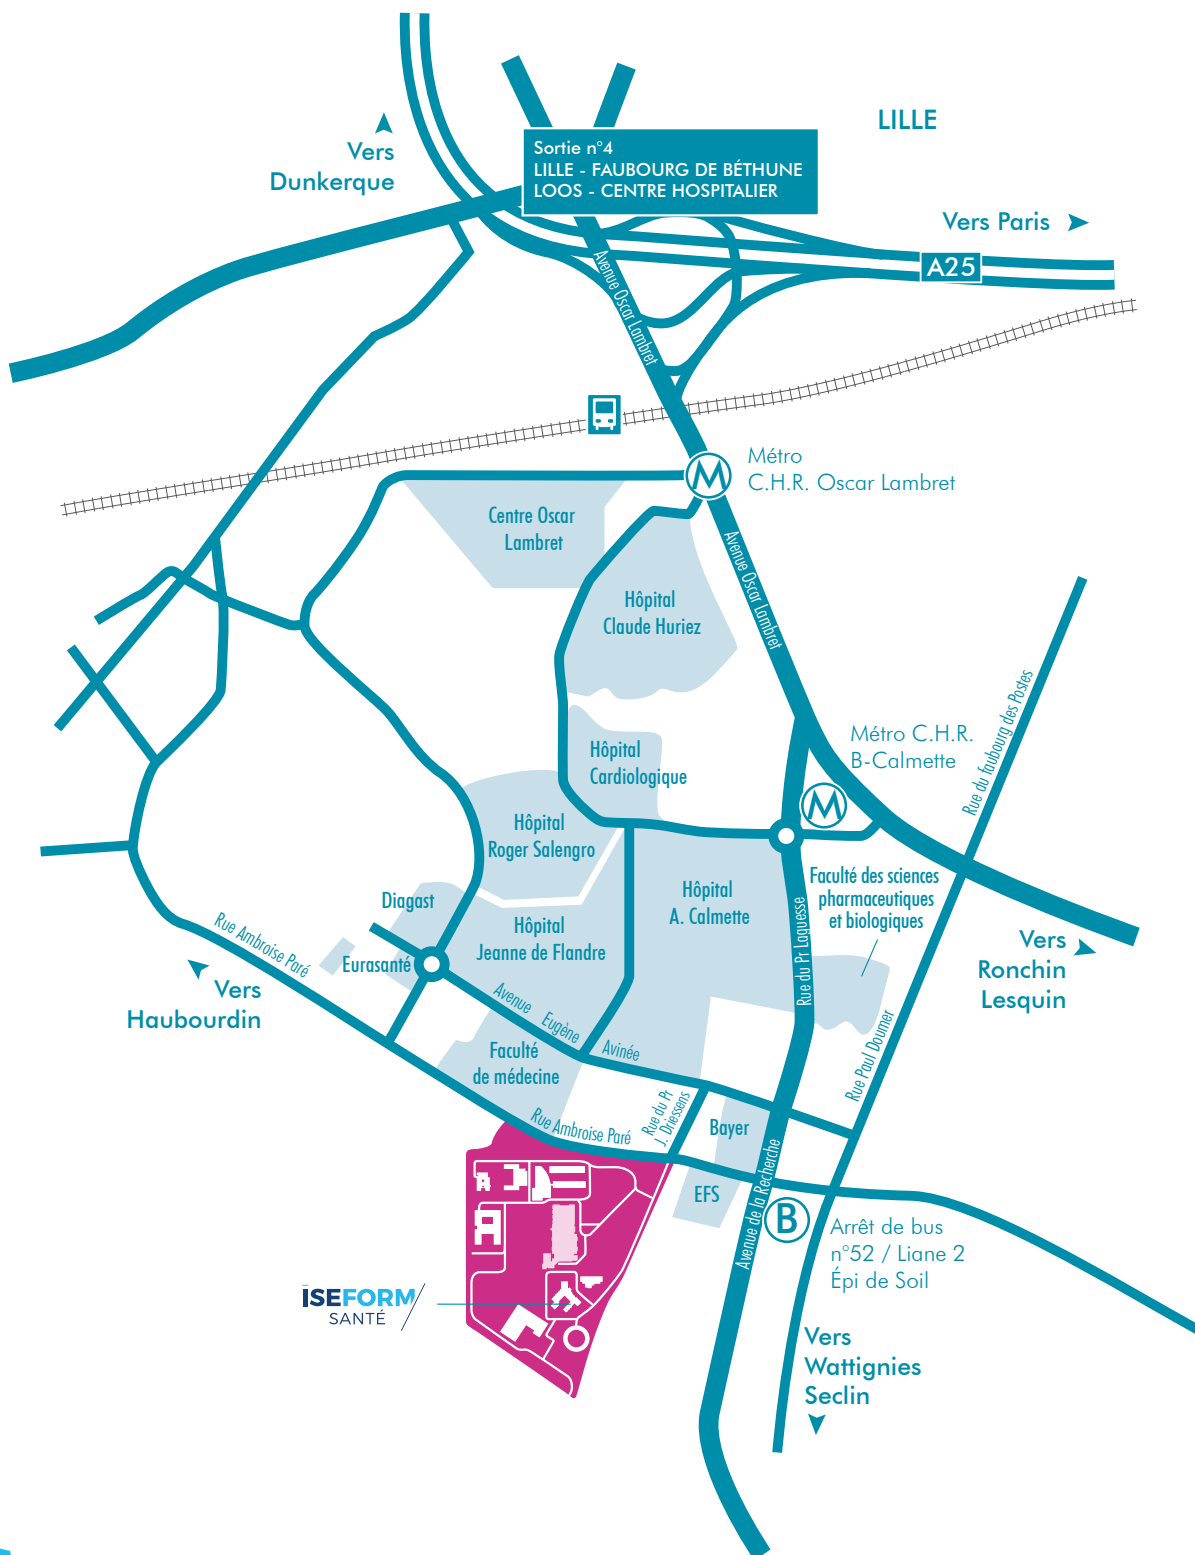 LILLE
Vers
Dunkerque
Sortie n°4
LILLE - FAUBOURG DE BÉTHUNE
LOOS - CENTRE HOSPITALIER
Vers Paris
A25
Avenue Oscar Lambret
Métro
C.H.R. Oscar Lambret
M
Centre Oscar
Lambret
Avenue Oscar Lambret
Hôpital
Claude Huriez
Rue du faubourg des Postes
Métro C.H.R.
B-Calmette
M
Hôpital
Cardiologique
Hôpital
Roger Salengro
Hôpital
A. Calmette
Faculté des sciences
pharmaceutiques
et biologiques
Diagast
Rue du Pr Laguesse
Hôpital
Jeanne de Flandre
Rue Ambroise Paré
Eurasanté
Vers
Ronchin
Lesquin
Vers
Haubourdin
Avenue Eugène Avinée
Faculté
de médecine
Rue Paul Doumer
Rue du Pr
J. Driessens
Bayer
Rue Ambroise Paré
EFS
Avenue de la Recherche
B
Arrêt de bus
n°52 / Liane 2
Épi de Soil
ISEFORM
SANTÉ
Vers
Wattignies
Seclin